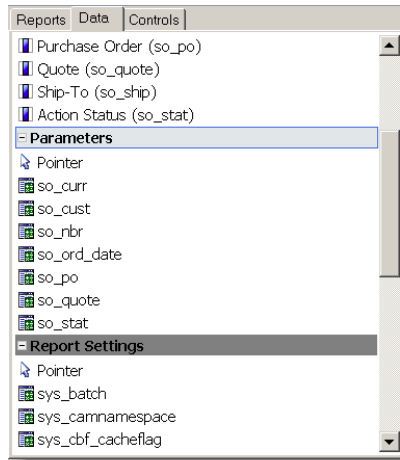 Reports Data Controls
Purchase Order (so_po)
Quote (so_quote)
Ship-To (so_ship)
Action Status (so_stat)
Parameters
Pointer
so_curr
so_cust
so_nbr
so_ord_date
so_po
so_quote
so_stat
Report Settings
Pointer
sys_batch
sys_camnamespace
sys_cbf_cacheflag